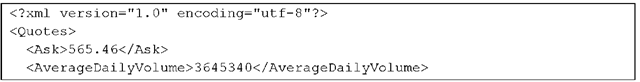 <?xml version="1.0" encoding="utf-8"?>
<Quotes>
<Ask>565.46</Ask>
<AverageDailyVolume>3645340</AverageDailyVolume>